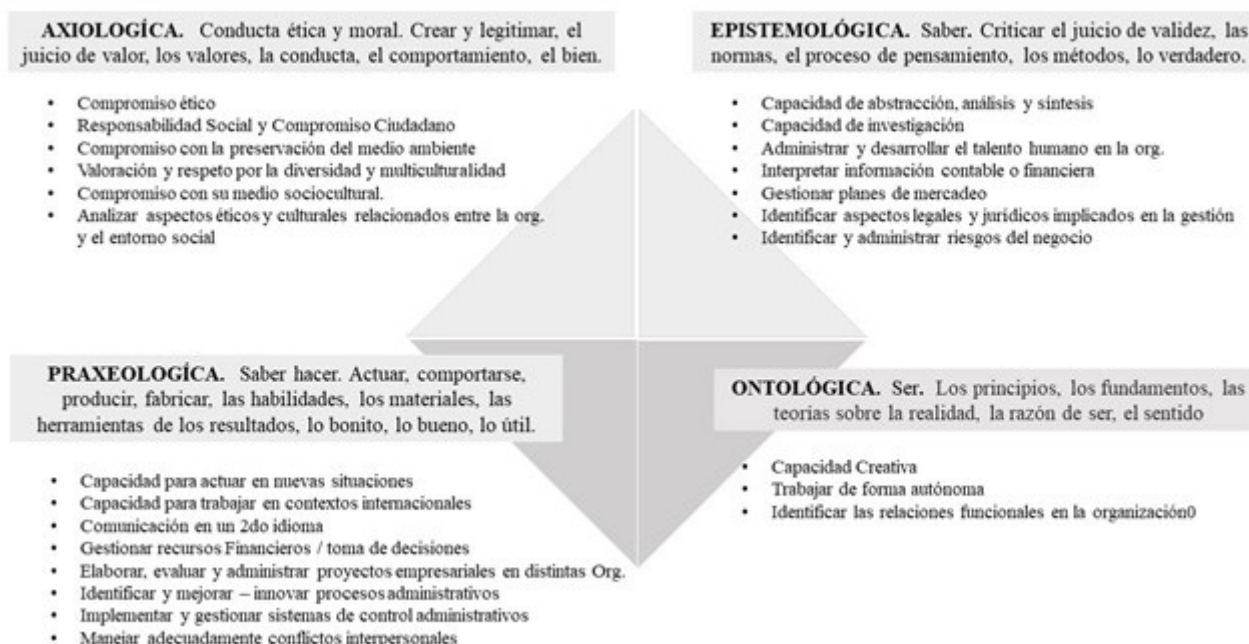 AXIOLOGÍCA. Conducta ética y moral. Crear y legitimar, el
juicio de valor, los valores, la conducta, el comportamiento, el bien.
• Compromiso ético
• Responsabilidad Social y Compromiso Ciudadano
• Compromiso con la preservación del medio ambiente
• Valoración y respeto por la diversidad y multiculturalidad
• Compromiso con su medio sociocultural.
• Analizar aspectos éticos y culturales relacionados entre la org.
y el entorno social
EPISTEMOLÓGICA. Saber. Criticar el juicio de validez, las
normas, el proceso de pensamiento, los métodos, lo verdadero.
• Capacidad de abstracción, análisis y síntesis
• Capacidad de investigación
• Administrar y desarrollar el talento humano en la org.
• Interpretar información contable o financiera
• Gestionar planes de mercadeo
• Identificar aspectos legales y jurídicos implicados en la gestión
• Identificar y administrar riesgos del negocio
PRAXEOLOGÍCA. Saber hacer. Actuar, comportarse,
producir, fabricar, las habilidades, los materiales, las
herramientas de los resultados, lo bonito, lo bueno, lo útil.
• Capacidad para actuar en nuevas situaciones
• Capacidad para trabajar en contextos internacionales
• Comunicación en un 2do idioma
• Gestionar recursos Financieros / toma de decisiones
• Elaborar, evaluar y administrar proyectos empresariales en distintas Org.
• Identificar y mejorar – innovar procesos administrativos
• Implementar y gestionar sistemas de control administrativos
• Manejar adecuadamente conflictos interpersonales
ONTOLÓGICA. Ser. Los principios, los fundamentos, las
teorías sobre la realidad, la razón de ser, el sentido
• Capacidad Creativa
• Trabajar de forma autónoma
• Identificar las relaciones funcionales en la organización0